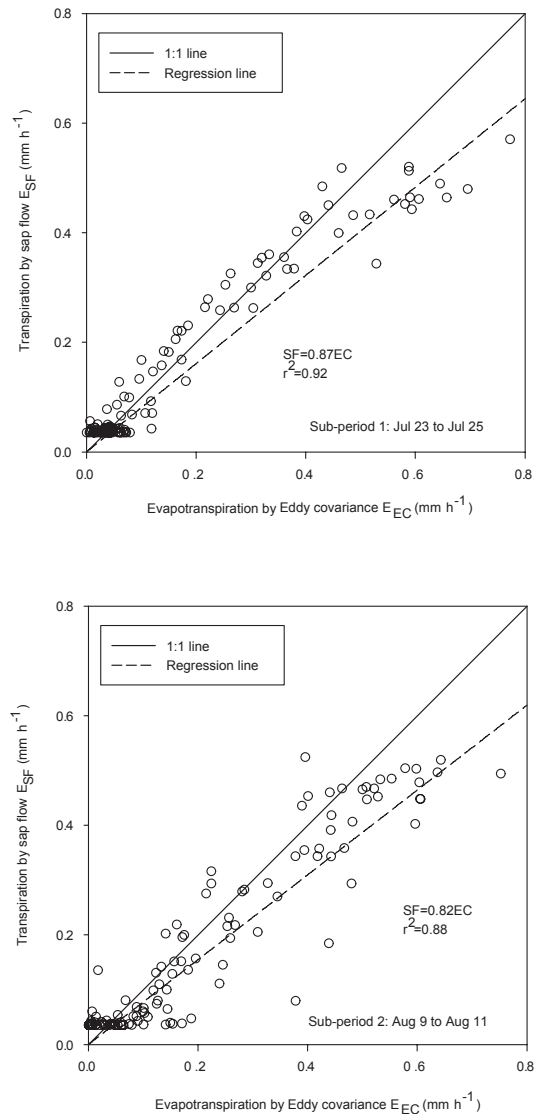 0.8
1:1 line
Regression line
0.6
Transpiration by sap flow E_SF (mm h^-1)
0.4
SF=0.87EC
r^2=0.92
0.2
Sub-period 1: Jul 23 to Jul 25
0.0
0.0 0.2 0.4 0.6 0.8
Evapotranspiration by Eddy covariance E_EC (mm h^-1)
0.8
1:1 line
Regression line
0.6
Transpiration by sap flow E_SF (mm h^-1)
0.4
SF=0.82EC
r^2=0.88
0.2
Sub-period 2: Aug 9 to Aug 11
0.0
0.0 0.2 0.4 0.6 0.8
Evapotranspiration by Eddy covariance E_EC (mm h^-1)